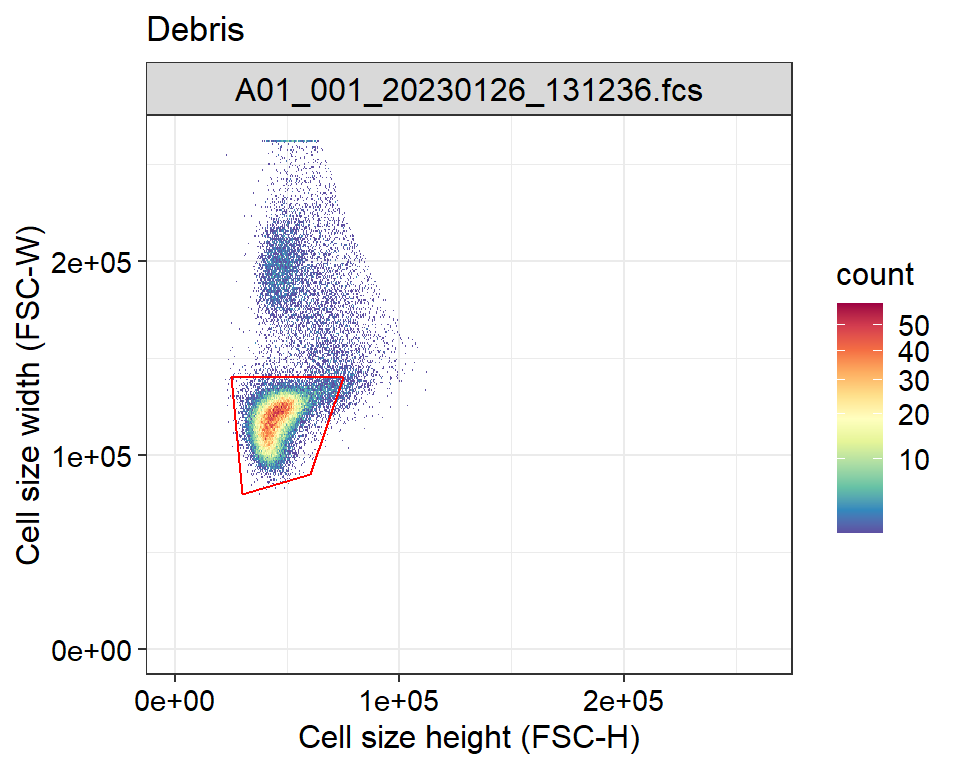 Debris
A01_001_20230126_131236.fcs
Cell size width (FSC-W)
2e+05
1e+05
0e+00
0e+00 1e+05 2e+05
Cell size height (FSC-H)
count
50
40
30
20
10